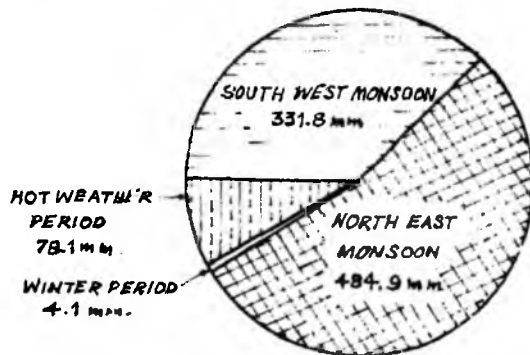 SOUTH WEST MONSOON
331.8 mm
HOT WEATHER
PERIOD
78.1 mm
NORTH EAST
MONSOON
484.9 mm
WINTER PERIOD
4.1 mm.